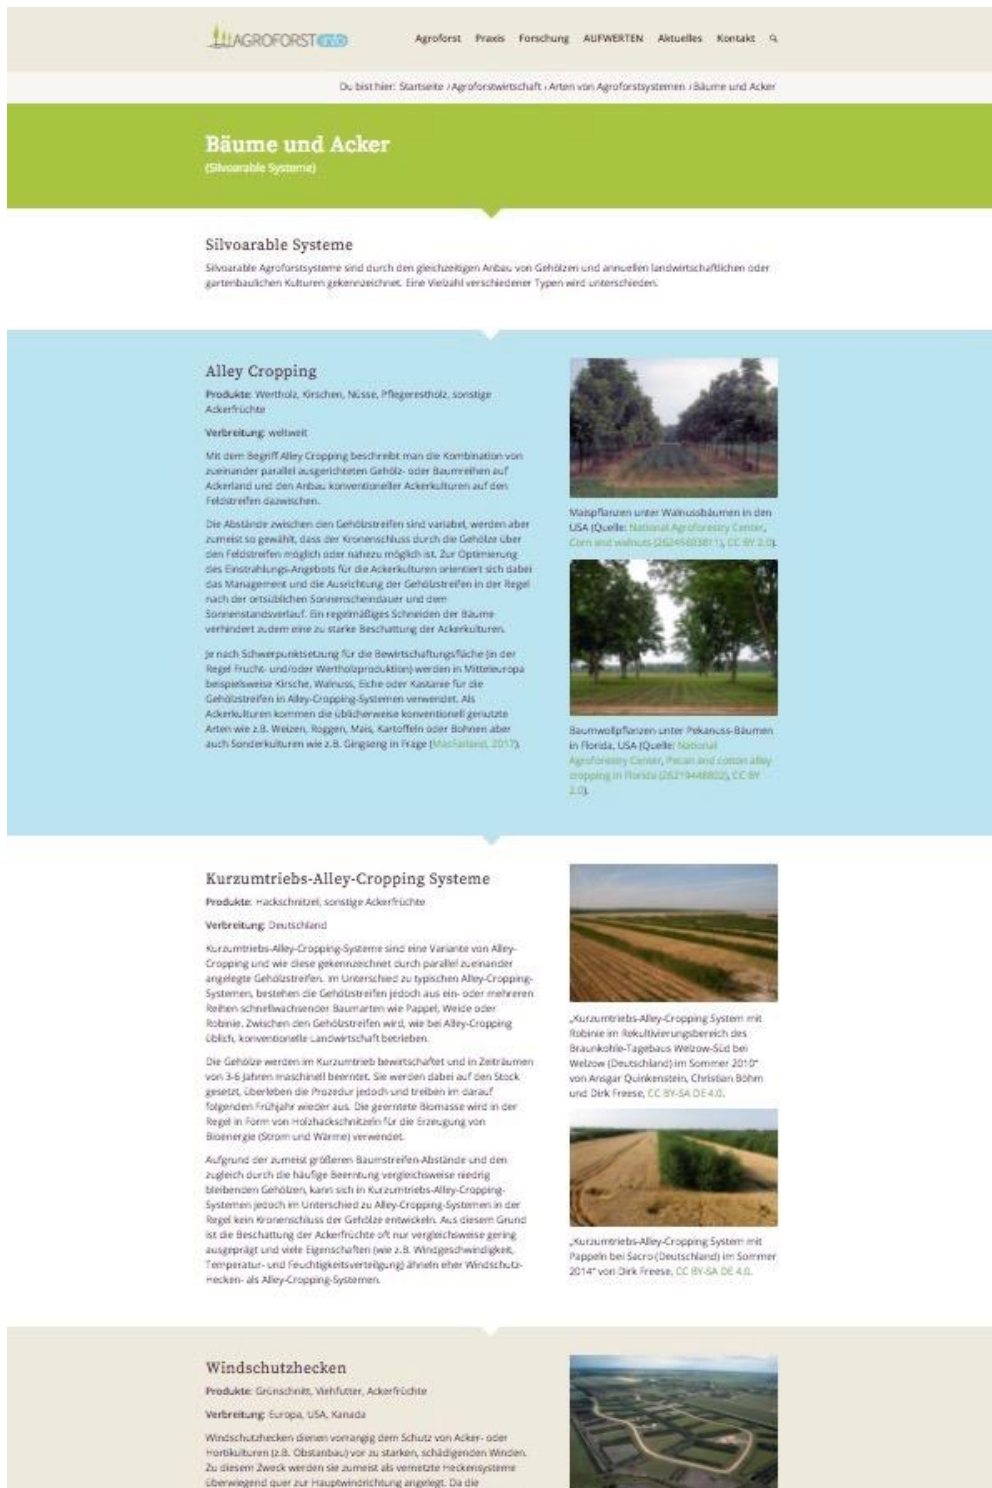 AGROFORST info
Agroforst Praxis Forschung AUFWERTEN Aktuelles Kontakt
Du bist hier: Startseite / Agroforstwirtschaft / Arten von Agroforstsystemen / Bäume und Acker
Bäume und Acker
(Silvoarable Systeme)
Silvoarable Systeme
Silvoarable Agroforstsysteme sind durch den gleichzeitigen Anbau von Gehölzen und annuellen landwirtschaftlichen oder
gartenbaulichen Kulturen gekennzeichnet. Eine Vielzahl verschiedener Typen wird unterschieden.
Alley Cropping
Produkte: Wertholz, Kirschen, Nüsse, Pflegerestholz, sonstige
Ackerfrüchte
Verbreitung: weltweit
Mit dem Begriff Alley Cropping beschreibt man die Kombination von
zueinander parallel ausgerichteten Gehölz- oder Baumreihen auf
Ackerland und den Anbau konventioneller Ackerkulturen auf den
Feldstreifen dazwischen.
Die Abstände zwischen den Gehölzstreifen sind variabel, werden aber
zumeist so gewählt, dass der Kronenschluss durch die Gehölze über
den Feldstreifen möglich oder nahezu möglich ist. Zur Optimierung
des Einstrahlungs-Angebots für die Ackerkulturen orientiert sich dabei
das Management und die Ausrichtung der Gehölzstreifen in der Regel
nach der ortsüblichen Sonnenscheindauer und dem
Sonnenstandsverlauf. Ein regelmäßiges Schneiden der Bäume
verhindert zudem eine zu starke Beschattung der Ackerkulturen.
Je nach Schwerpunktsetzung für die Bewirtschaftungsfläche (in der
Regel Frucht- und/oder Wertholzproduktion) werden in Mitteleuropa
beispielsweise Kirsche, Walnuss, Eiche oder Kastanie für die
Gehölzstreifen in Alley-Cropping-Systemen verwendet. Als
Ackerkulturen kommen die üblicherweise konventionell genutzte
Arten wie z.B. Weizen, Roggen, Mais, Kartoffeln oder Bohnen aber
auch Sonderkulturen wie z.B. Gingseng in Frage (MacFarland, 2017).
Maispflanzen unter Walnussbäumen in den
USA (Quelle: National Agroforestry Center,
Corn and walnuts (26245603811), CC BY 2.0).
Baumwollpflanzen unter Pekanuss-Bäumen
in Florida, USA (Quelle: National
Agroforestry Center, Pecan and cotton alley
cropping in Florida (26219448802), CC BY
2.0).
Kurzumtriebs-Alley-Cropping Systeme
Produkte: Hackschnitzel, sonstige Ackerfrüchte
Verbreitung: Deutschland
Kurzumtriebs-Alley-Cropping-Systeme sind eine Variante von Alley-
Cropping und wie diese gekennzeichnet durch parallel zueinander
angelegte Gehölzstreifen. Im Unterschied zu typischen Alley-Cropping-
Systemen, bestehen die Gehölzstreifen jedoch aus ein- oder mehreren
Reihen schnellwachsender Baumarten wie Pappel, Weide oder
Robinie. Zwischen den Gehölzstreifen wird, wie bei Alley-Cropping
üblich, konventionelle Landwirtschaft betrieben.
Die Gehölze werden im Kurzumtrieb bewirtschaftet und in Zeiträumen
von 3-6 Jahren maschinell beerntet. Sie werden dabei auf den Stock
gesetzt, überleben die Prozedur jedoch und treiben im darauf
folgenden Frühjahr wieder aus. Die geerntete Biomasse wird in der
Regel in Form von Holzhackschnitzeln für die Erzeugung von
Bioenergie (Strom und Wärme) verwendet.
Aufgrund der zumeist größeren Baumstreifen-Abstände und den
zugleich durch die häufige Beerntung vergleichsweise niedrig
bleibenden Gehölzen, kann sich in Kurzumtriebs-Alley-Cropping-
Systemen jedoch im Unterschied zu Alley-Cropping-Systemen in der
Regel kein Kronenschluss der Gehölze entwickeln. Aus diesem Grund
ist die Beschattung der Ackerfrüchte oft nur vergleichsweise gering
ausgeprägt und viele Eigenschaften (wie z.B. Windgeschwindigkeit,
Temperatur- und Feuchtigkeitsverteilgung) ähneln eher Windschutz-
Hecken- als Alley-Cropping-Systemen.
„Kurzumtriebs-Alley-Cropping System mit
Robinie im Rekultivierungsbereich des
Braunkohle-Tagebaus Welzow-Süd bei
Welzow (Deutschland) im Sommer 2010“
von Ansgar Quinkenstein, Christian Böhm
und Dirk Freese, CC BY-SA DE 4.0.
„Kurzumtriebs-Alley-Cropping System mit
Pappeln bei Sacro (Deutschland) im Sommer
2014“ von Dirk Freese, CC BY-SA DE 4.0.
Windschutzhecken
Produkte: Grünschnitt, Viehfutter, Ackerfrüchte
Verbreitung: Europa, USA, Kanada
Windschutzhecken dienen vorrangig dem Schutz von Acker- oder
Hortikulturen (z.B. Obstanbau) vor zu starken, schädigenden Winden.
Zu diesem Zweck werden sie zumeist als vernetzte Heckensysteme
überwiegend quer zur Hauptwindrichtung angelegt. Da die